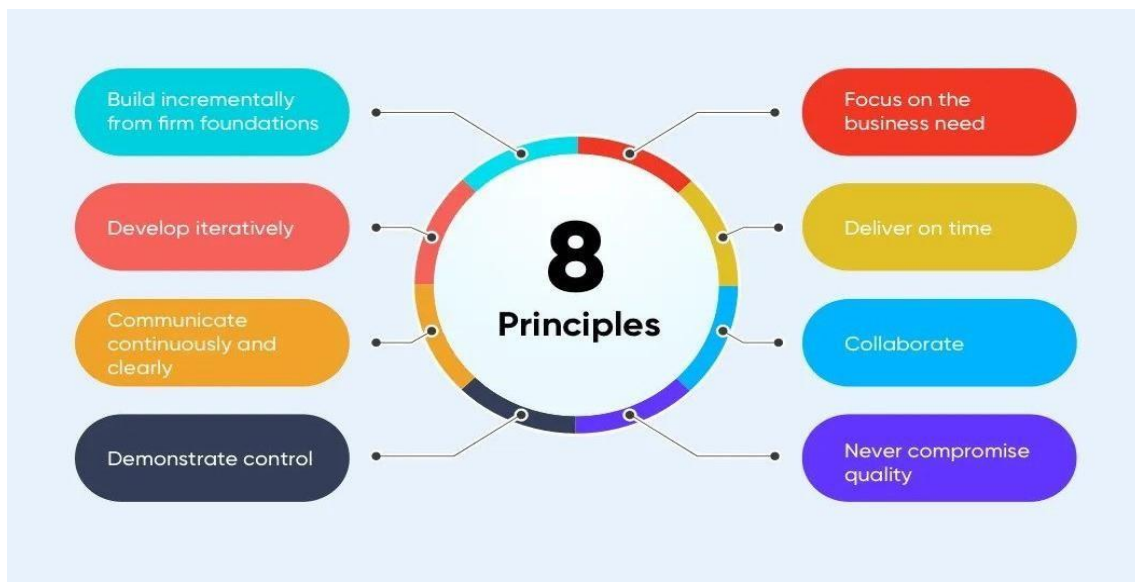 Build incrementally
from firm foundations
Develop iteratively
Communicate
continuously and
clearly
Demonstrate control
8
Principles
Focus on the
business need
Deliver on time
Collaborate
Never compromise
quality